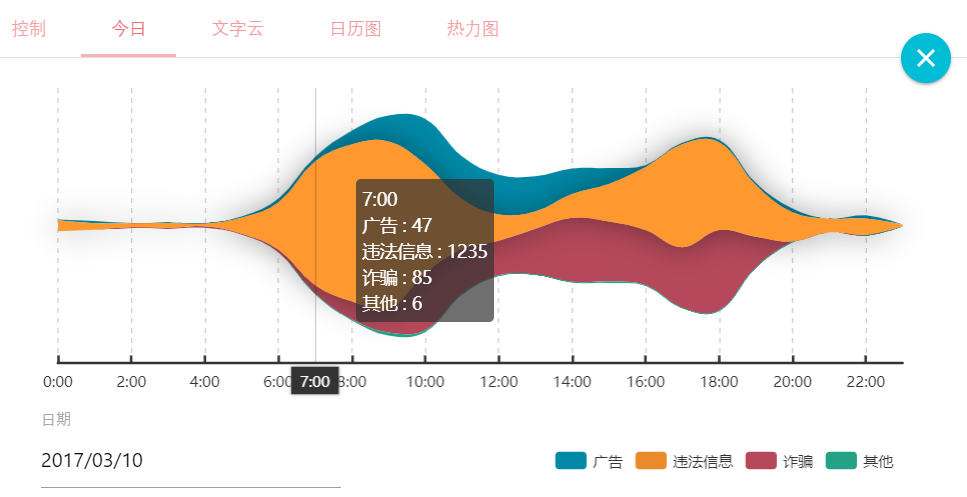 控制 今日 文字云 日历图 热力图
7:00
广告 : 47
违法信息 : 1235
诈骗 : 85
其他 : 6
0:00 2:00 4:00 6:00 7:00 8:00 10:00 12:00 14:00 16:00 18:00 20:00 22:00
日期
2017/03/10
广告 违法信息 诈骗 其他